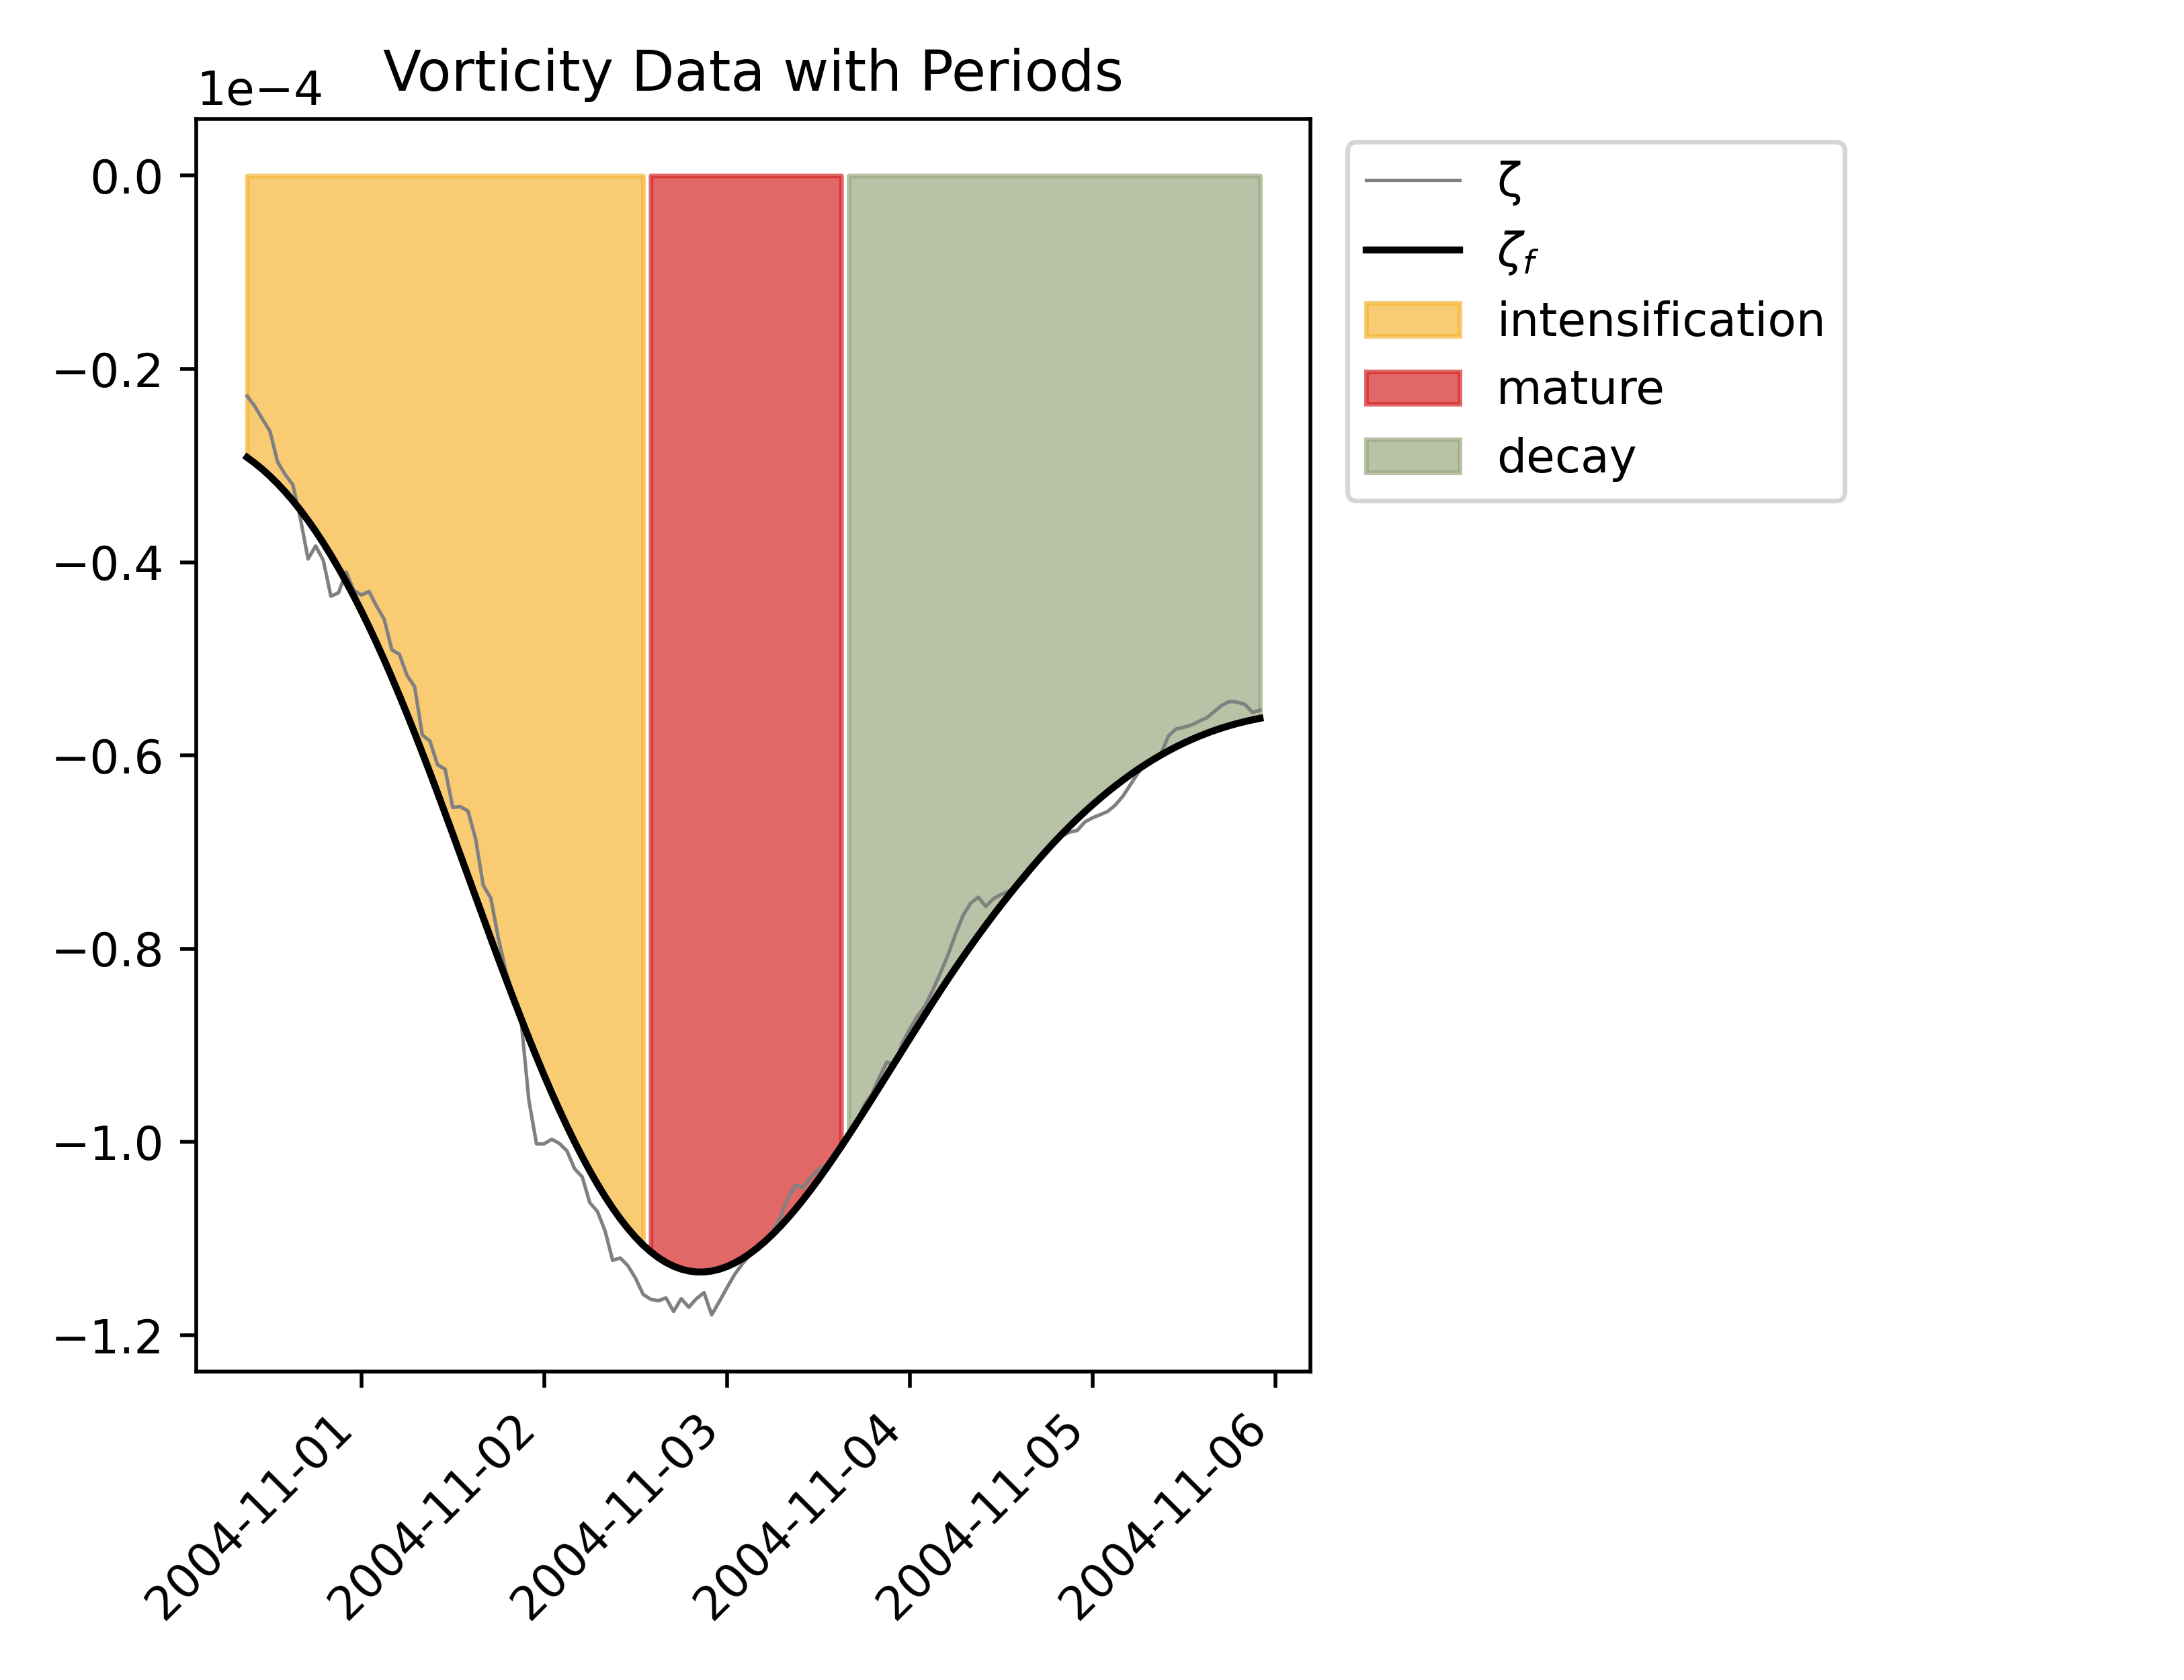 Vorticity Data with Periods
1e−4
0.0
−0.2
−0.4
−0.6
−0.8
−1.0
−1.2
2004-11-01
2004-11-02
2004-11-03
2004-11-04
2004-11-05
2004-11-06
ζ
ζf
intensification
mature
decay